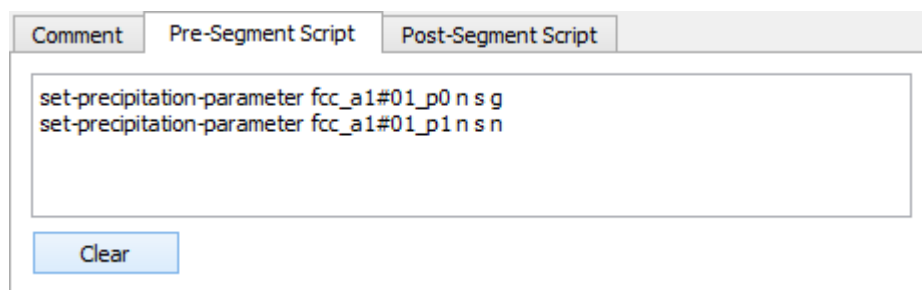 Comment Pre-Segment Script Post-Segment Script
set-precipitation-parameter fcc_a1#01_p0 n s g
set-precipitation-parameter fcc_a1#01_p1 n s n
Clear